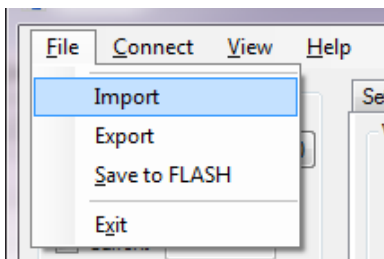 File Connect View Help
Import
Se
Export
Save to FLASH
Exit